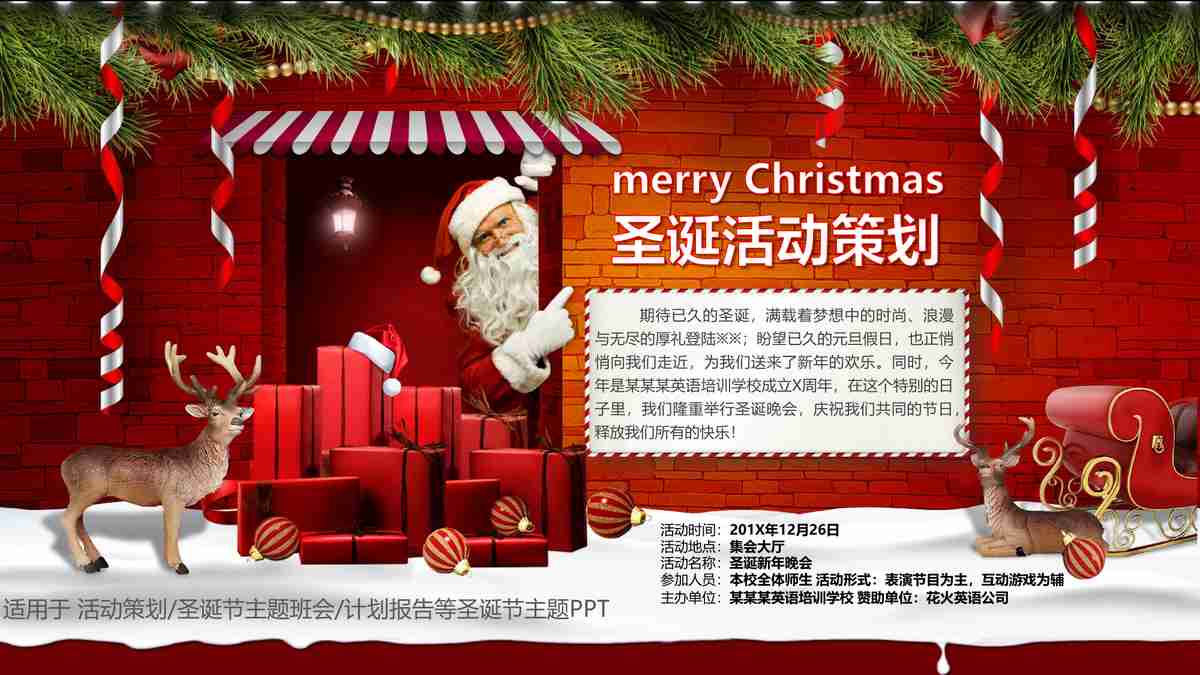 merry Christmas
圣诞活动策划
期待已久的圣诞，满载着梦想中的时尚、浪漫
与无尽的厚礼登陆※※；盼望已久的元旦假日，也正悄
悄向我们走近，为我们送来了新年的欢乐。同时，今
年是某某某英语培训学校成立X周年，在这个特别的日
子里，我们隆重举行圣诞晚会，庆祝我们共同的节日，
释放我们所有的快乐！
活动时间：201X年12月26日
活动地点：集会大厅
活动名称：圣诞新年晚会
参加人员：本校全体师生 活动形式：表演节目为主，互动游戏为辅
主办单位：某某某英语培训学校 赞助单位：花火英语公司
适用于 活动策划/圣诞节主题班会/计划报告等圣诞节主题PPT